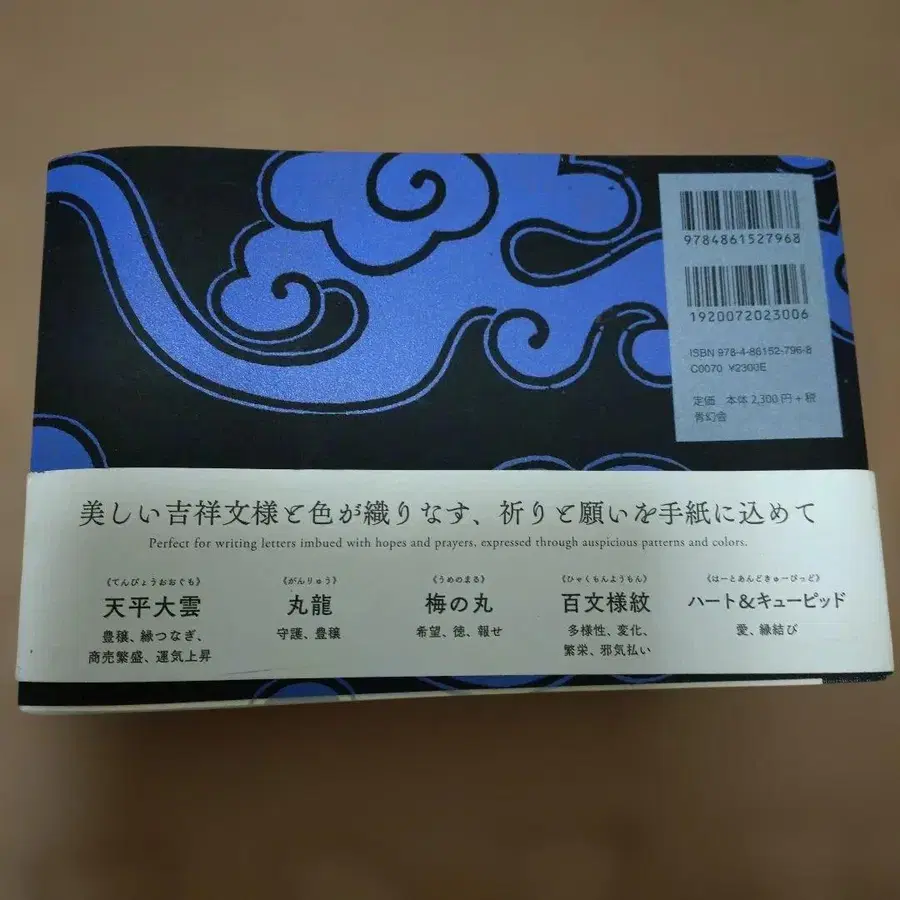 9784861527968
1920072023006
ISBN 978-4-86152-796-8
C0070 ¥2300E
定価 本体 2,300 円+税
青幻舎
美しい吉祥文様と色が織りなす、祈りと願いを手紙に込めて
Perfect for writing letters imbued with hopes and prayers, expressed through auspicious patterns and colors.
《てんぴょうおおぐも》
天平大雲
豊穣、縁つなぎ、
商売繁盛、運気上昇
《がんりゅう》
丸龍
守護、豊穣
《うめのまる》
梅の丸
希望、徳、報せ
《ひゃくもんようもん》
百文様紋
多様性、変化、
繁栄、邪気払い
《はーとあんどきゅーぴっど》
ハート&キューピッド
愛、縁結び